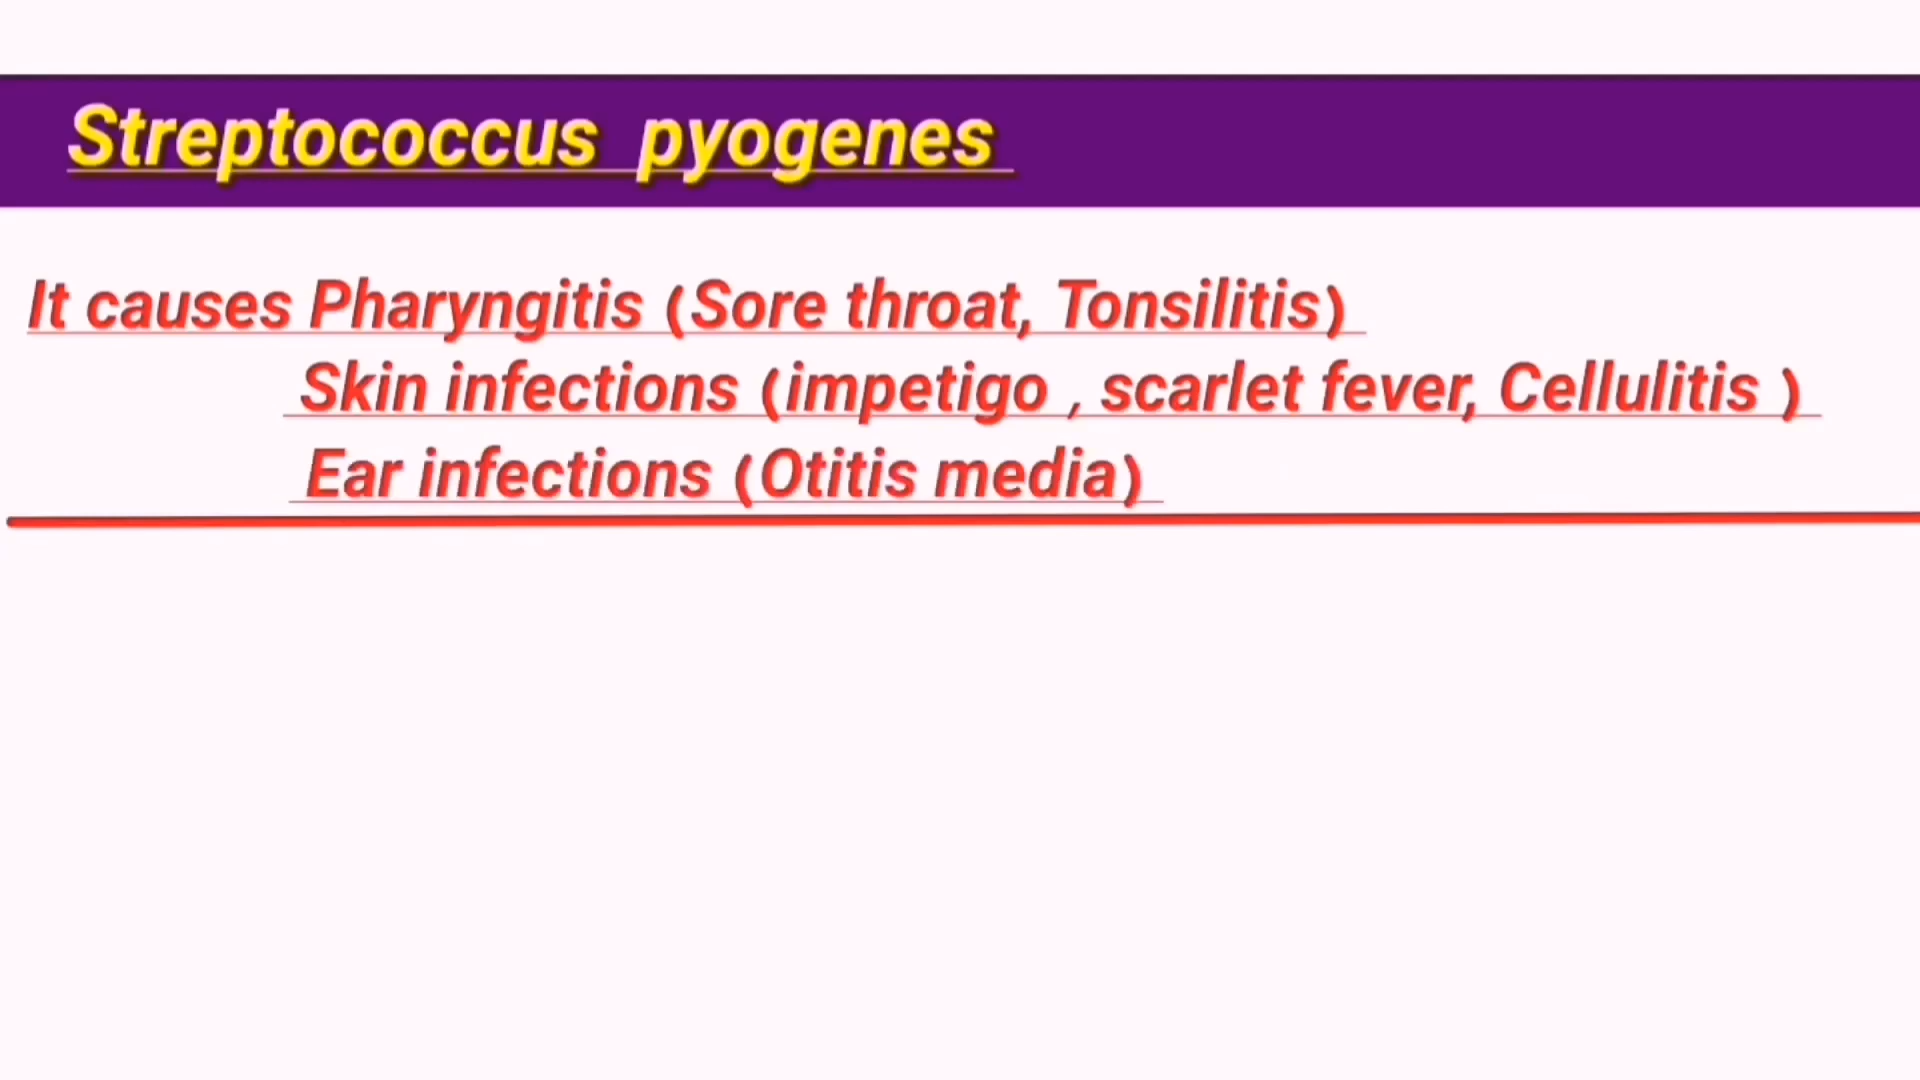 Streptococcus pyogenes
It causes Pharyngitis (Sore throat, Tonsilitis)
Skin infections (impetigo , scarlet fever, Cellulitis )
Ear infections (Otitis media)